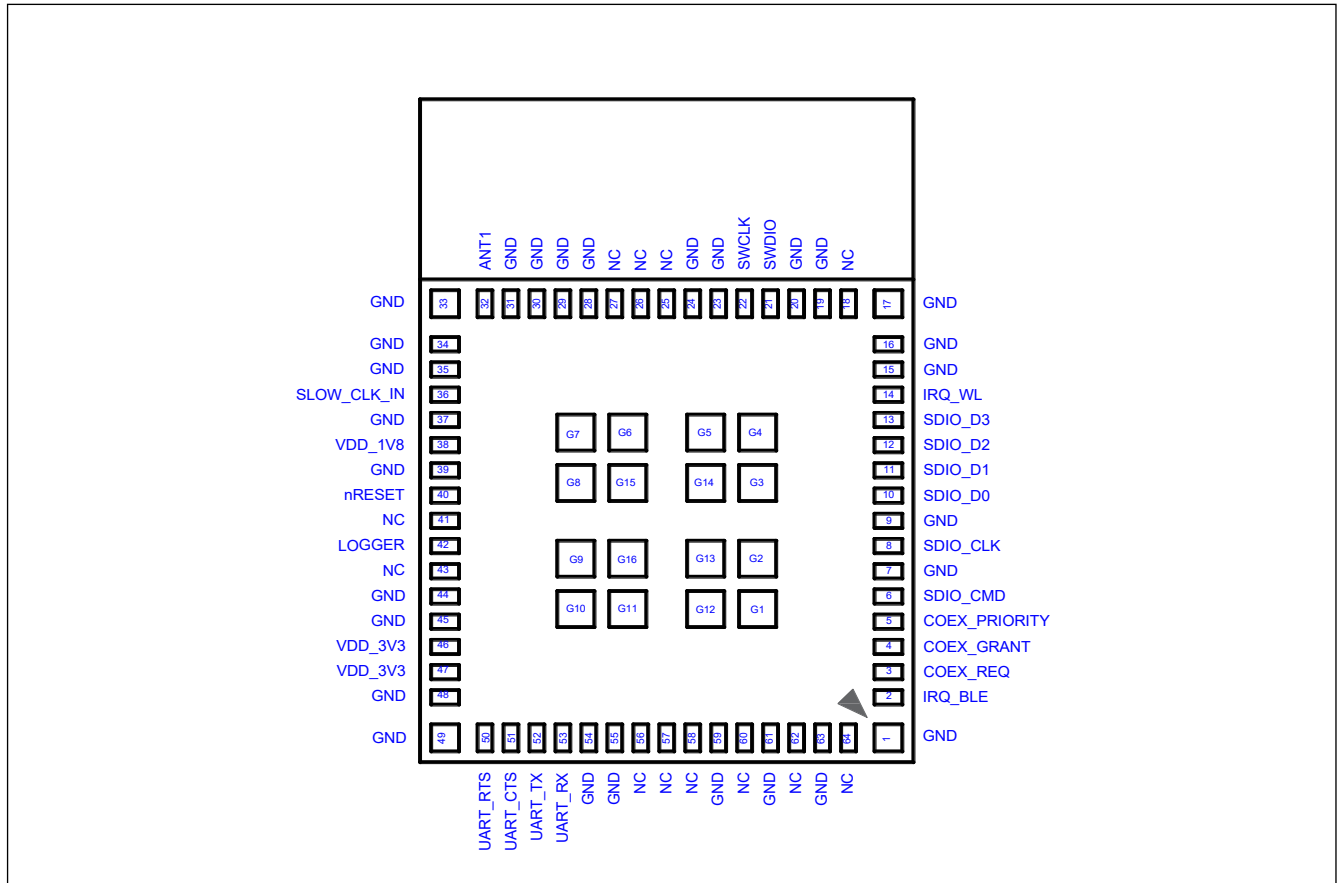 ANT1
GND
GND
GND
GND
NC
NC
NC
GND
GND
SWCLK
SWDIO
GND
GND
NC
GND 33 32 31 30 29 28 27 26 25 24 23 22 21 20 19 18 17 GND
GND 34 16 GND
GND 35 15 GND
SLOW_CLK_IN 36 14 IRQ_WL
GND 37 13 SDIO_D3
G7 G6 G5 G4
VDD_1V8 38 12 SDIO_D2
GND 39 11 SDIO_D1
G8 G15 G14 G3
nRESET 40 10 SDIO_D0
NC 41 9 GND
LOGGER 42 8 SDIO_CLK
G9 G16 G13 G2
NC 43 7 GND
GND 44 6 SDIO_CMD
G10 G11 G12 G1
GND 45 5 COEX_PRIORITY
VDD_3V3 46 4 COEX_GRANT
VDD_3V3 47 3 COEX_REQ
GND 48 2 IRQ_BLE
GND 49 50 51 52 53 54 55 56 57 58 59 60 61 62 63 64 1 GND
UART_RTS
UART_CTS
UART_TX
UART_RX
GND
GND
NC
NC
NC
GND
NC
GND
NC
GND
NC